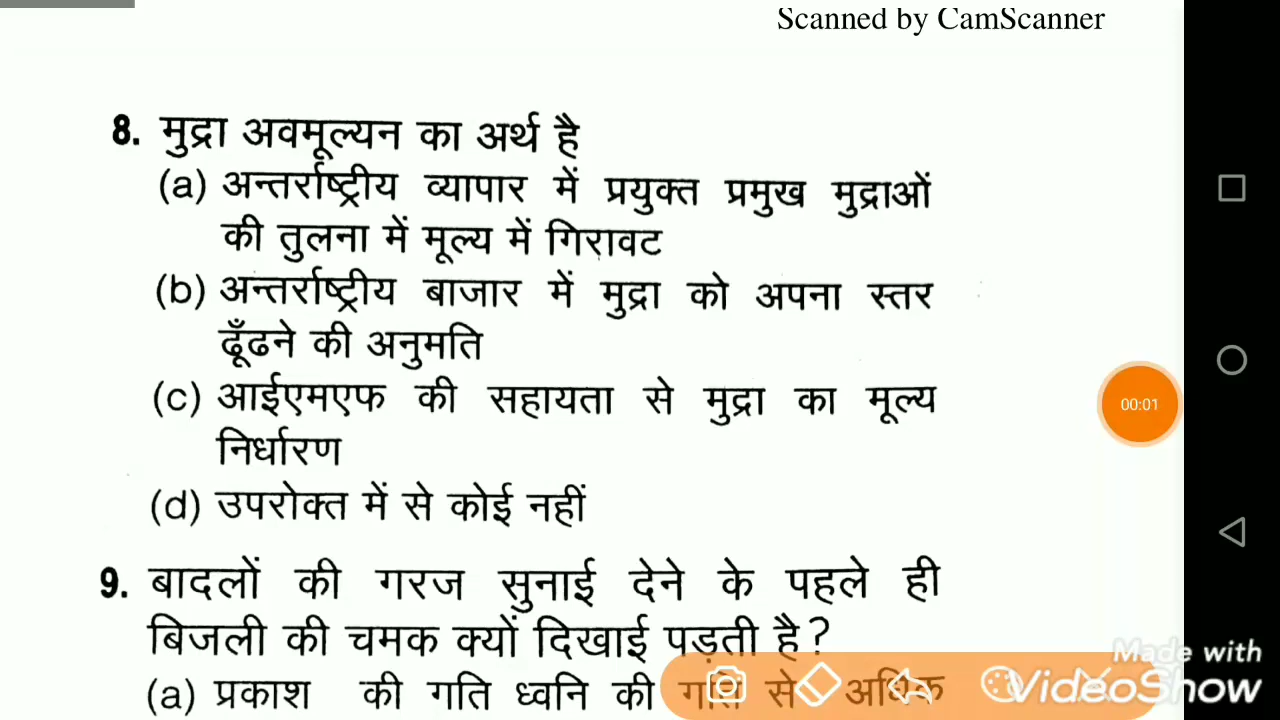 Scanned by CamScanner
8. मुद्रा अवमूल्यन का अर्थ है
(a) अन्तर्राष्ट्रीय व्यापार में प्रयुक्त प्रमुख मुद्राओं
की तुलना में मूल्य में गिरावट
(b) अन्तर्राष्ट्रीय बाजार में मुद्रा को अपना स्तर
ढूँढने की अनुमति
(c) आईएमएफ की सहायता से मुद्रा का मूल्य
निर्धारण
00:01
(d) उपरोक्त में से कोई नहीं
9. बादलों की गरज सुनाई देने के पहले ही
बिजली की चमक क्यों दिखाई पड़ती है?
Made with
(a) प्रकाश की गति ध्वनि की गति से अधिक
VideoShow